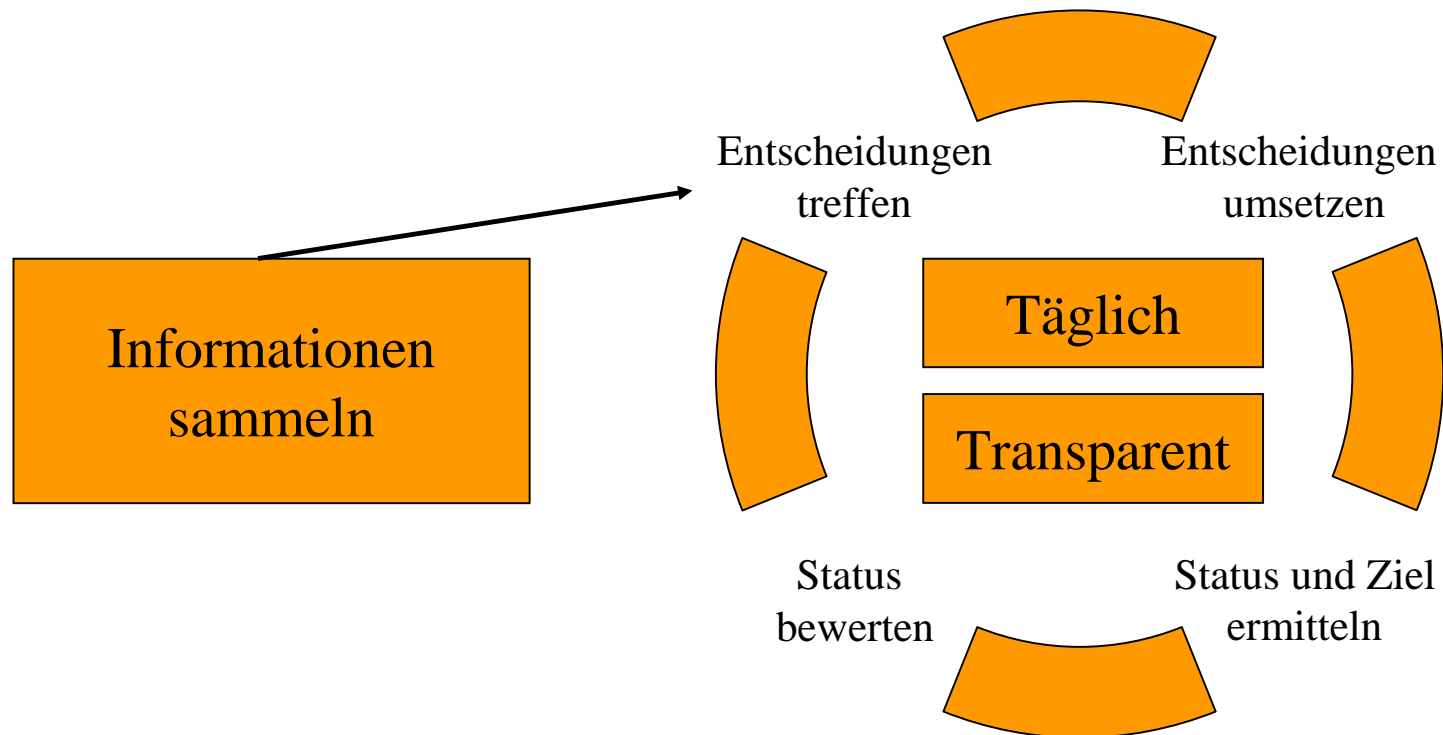 Entscheidungen
treffen
Entscheidungen
umsetzen
Informationen
sammeln
Täglich
Transparent
Status
bewerten
Status und Ziel
ermitteln